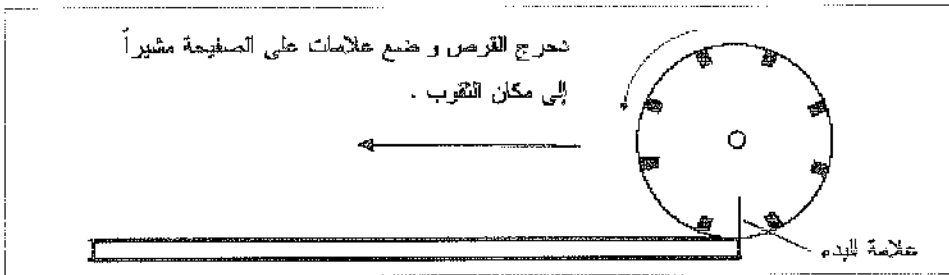 دحرج القرص و ضع علامات على الصفيحة مشيراً
إلى مكان الثقوب .
علامة البدء